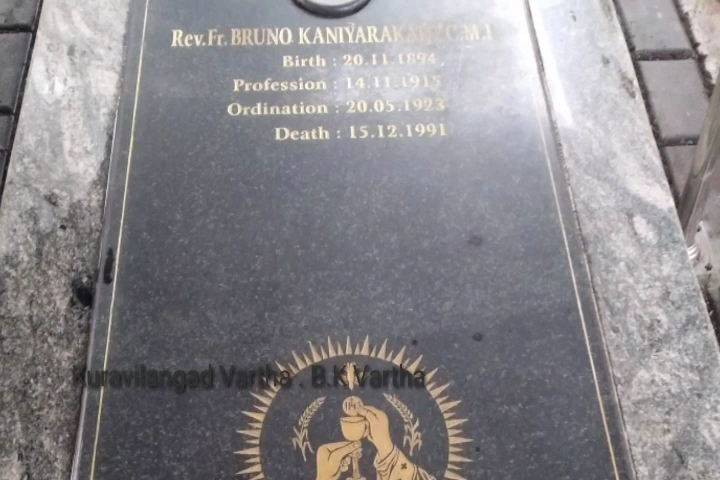 Rev.Fr. BRUNO KANIYARAKATH C.M.I
Birth : 20.11.1894
Profession : 14.11.1915
Ordination : 20.05.1923
Death : 15.12.1991
Kuravilangad Vartha . B.K Vartha